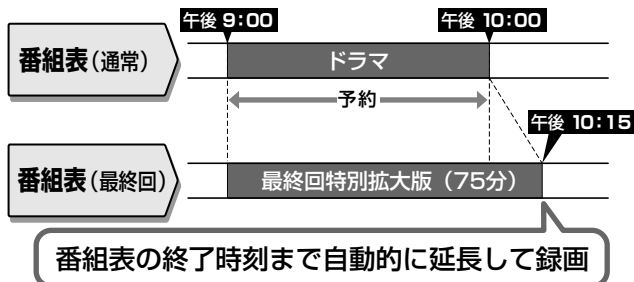 午後 9:00
午後 10:00
番組表(通常)
ドラマ
予約
午後 10:15
番組表(最終回)
最終回特別拡大版(75分)
番組表の終了時刻まで自動的に延長して録画